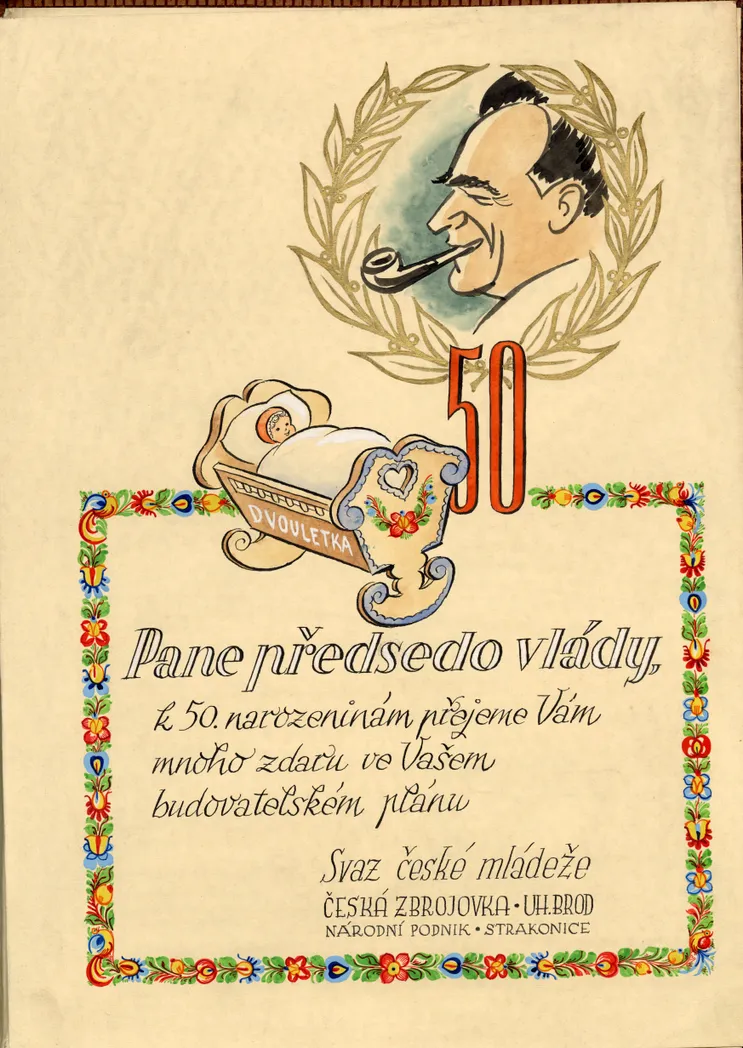 50
DVOULETKA
Pane předsedo vlády,
k 50. narozeninám přejeme Vám
mnoho zdaru ve Vašem
budovatelském plánu
Svaz české mládeže
ČESKÁ ZBROJOVKA • UH. BROD
NÁRODNÍ PODNIK • STRAKONICE